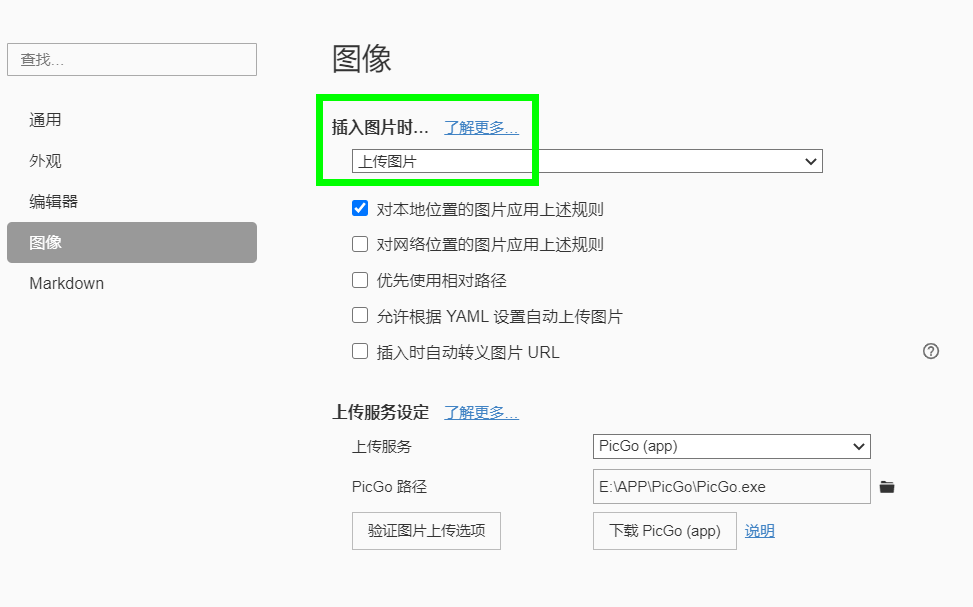 图像
查找...
通用
外观
编辑器
图像
Markdown
插入图片时... 了解更多...
上传图片
对本地位置的图片应用上述规则
对网络位置的图片应用上述规则
优先使用相对路径
允许根据 YAML 设置自动上传图片
插入时自动转义图片 URL
上传服务设定 了解更多...
上传服务 PicGo (app)
PicGo 路径 E:\APP\PicGo\PicGo.exe
验证图片上传选项 下载 PicGo (app) 说明